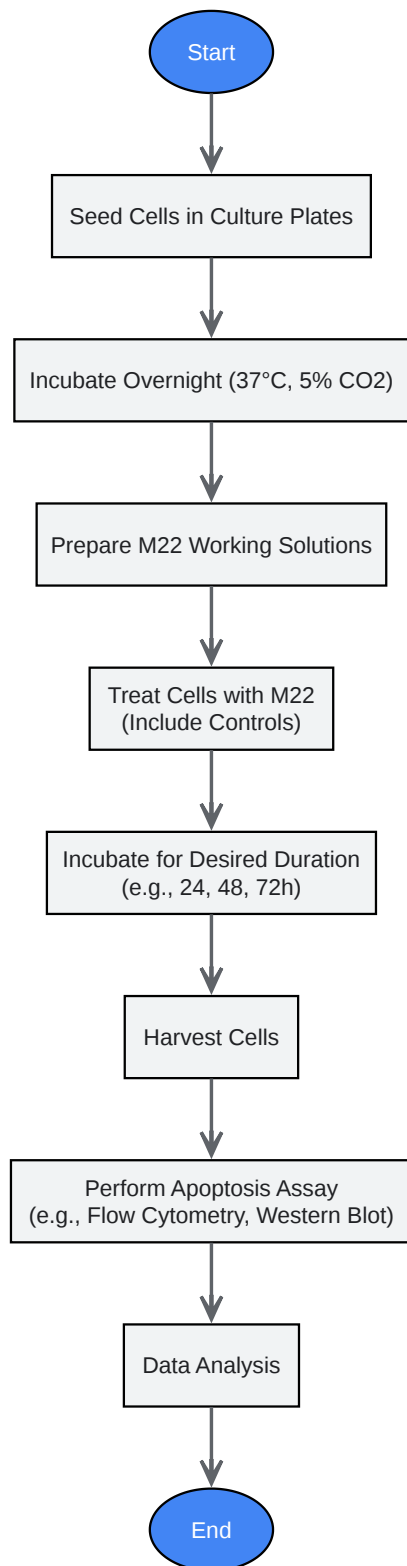 Start
Seed Cells in Culture Plates
Incubate Overnight (37°C, 5% CO2)
Prepare M22 Working Solutions
Treat Cells with M22
(Include Controls)
Incubate for Desired Duration
(e.g., 24, 48, 72h)
Harvest Cells
Perform Apoptosis Assay
(e.g., Flow Cytometry, Western Blot)
Data Analysis
End